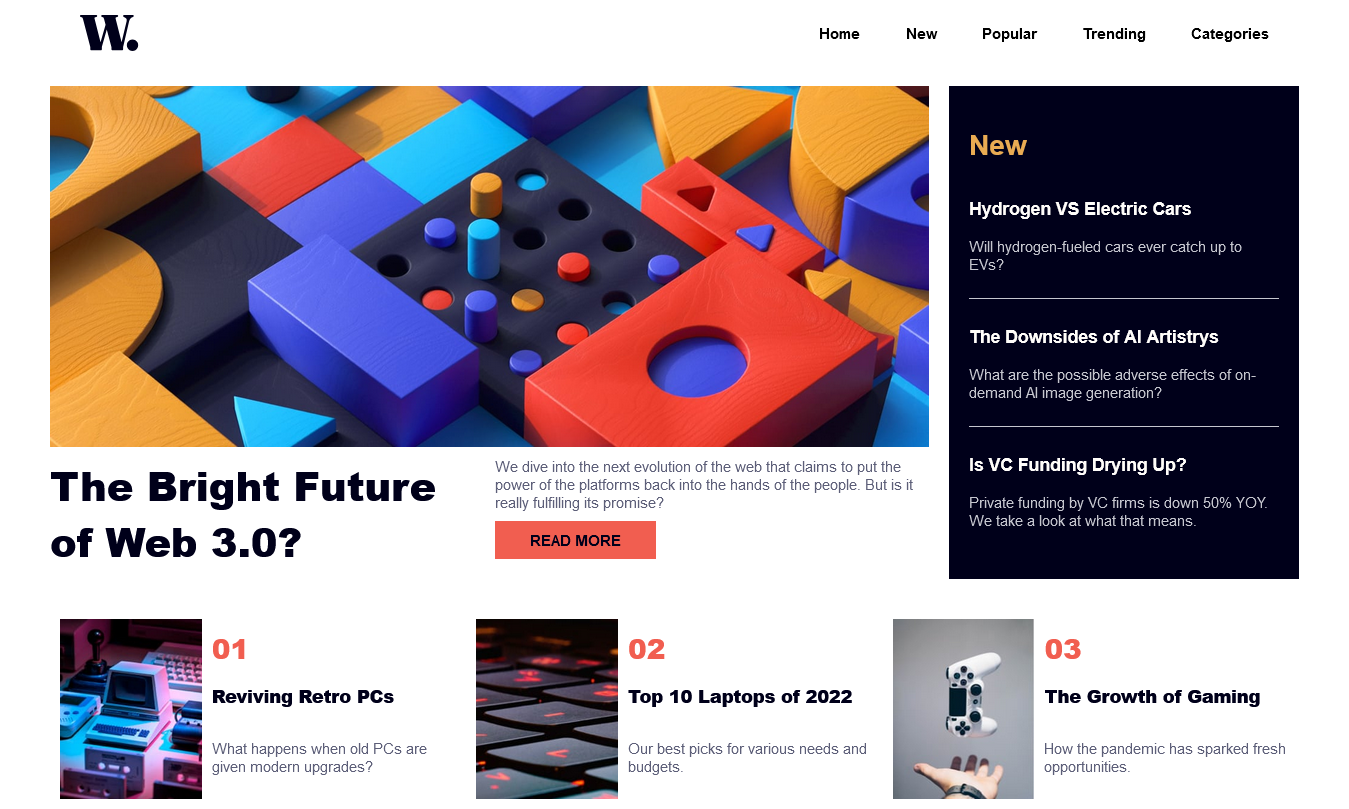 W.
Home New Popular Trending Categories
The Bright Future
of Web 3.0?
We dive into the next evolution of the web that claims to put the
power of the platforms back into the hands of the people. But is it
really fulfilling its promise?
READ MORE
New
Hydrogen VS Electric Cars
Will hydrogen-fueled cars ever catch up to
EVs?
The Downsides of AI Artistrys
What are the possible adverse effects of on-
demand AI image generation?
Is VC Funding Drying Up?
Private funding by VC firms is down 50% YOY.
We take a look at what that means.
01
Reviving Retro PCs
What happens when old PCs are
given modern upgrades?
02
Top 10 Laptops of 2022
Our best picks for various needs and
budgets.
03
The Growth of Gaming
How the pandemic has sparked fresh
opportunities.